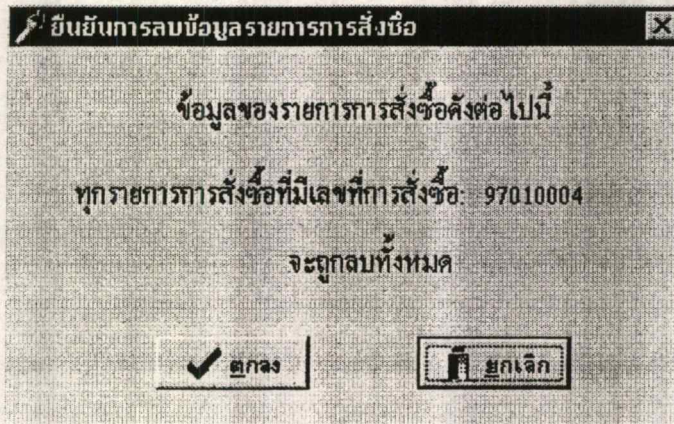 ยืนยันการลบข้อมูลรายการการสั่งซื้อ
ข้อมูลของรายการการสั่งซื้อดังต่อไปนี้
ทุกรายการการสั่งซื้อที่มีเลขที่การสั่งซื้อ: 97010004
จะถูกลบทั้งหมด
ตกลง
ยกเลิก